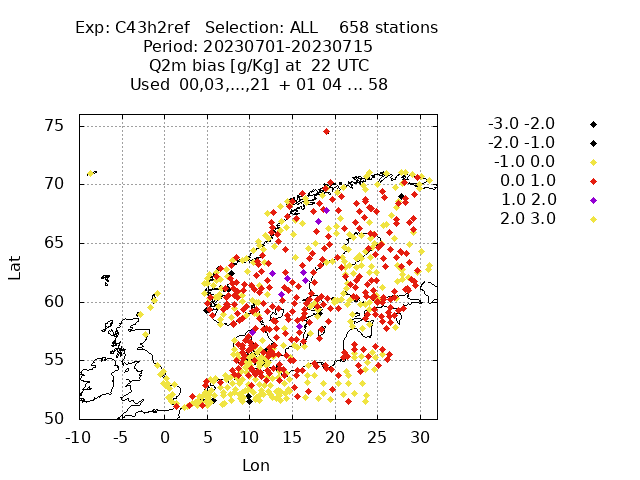 Exp: C43h2ref   Selection: ALL    658 stations
Period: 20230701-20230715
Q2m bias [g/Kg] at  22 UTC
Used  00,03,...,21  + 01 04 ... 58
-3.0 -2.0
-2.0 -1.0
-1.0 0.0
0.0 1.0
1.0 2.0
2.0 3.0
Lat
75
70
65
60
55
50
-10 -5 0 5 10 15 20 25 30
Lon